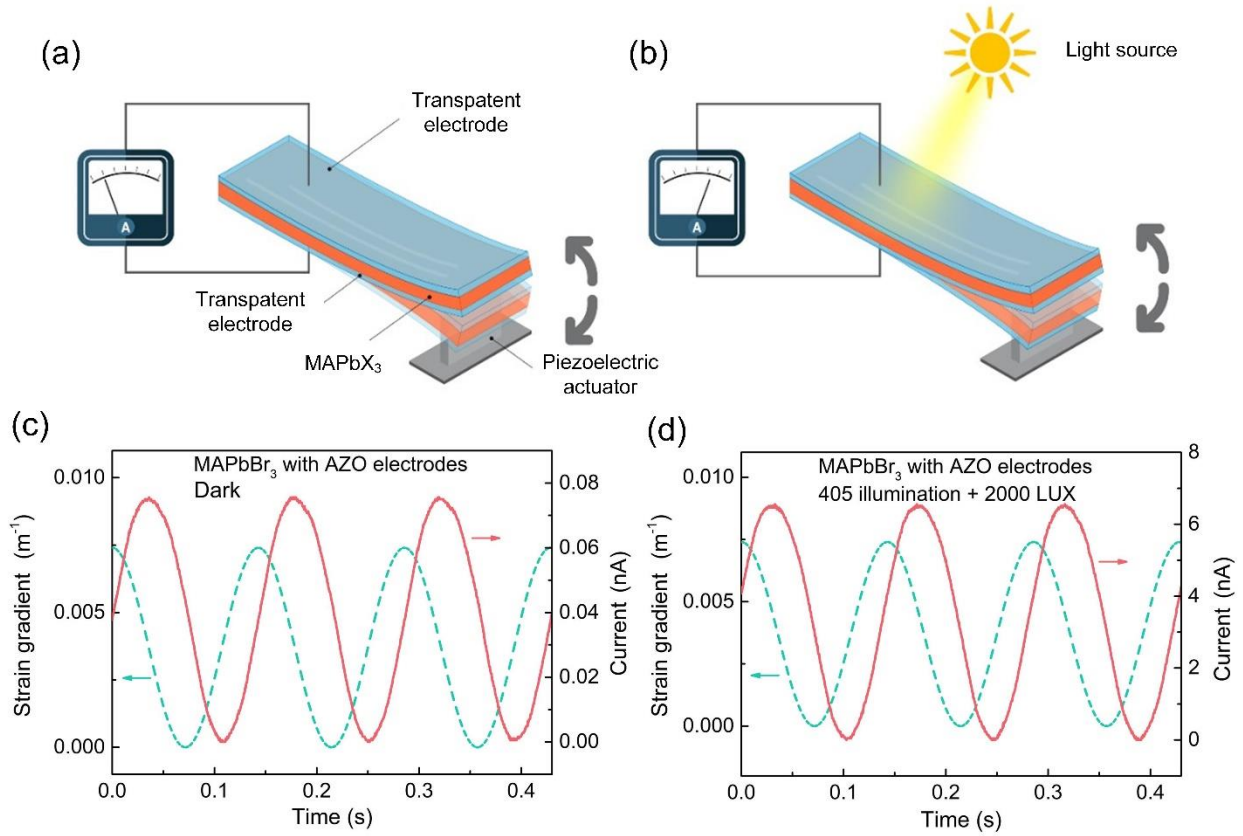 (a)
Transpatent
electrode
A
Transpatent
electrode
MAPbX₃
Piezoelectric
actuator
(b)
Light source
A
(c)
MAPbBr₃ with AZO electrodes
Dark
Strain gradient (m⁻¹)
0.010
0.005
0.000
Current (nA)
0.08
0.06
0.04
0.02
0.00
0.0 0.1 0.2 0.3 0.4
Time (s)
(d)
MAPbBr₃ with AZO electrodes
405 illumination + 2000 LUX
Strain gradient (m⁻¹)
0.010
0.005
0.000
Current (nA)
8
6
4
2
0
0.0 0.1 0.2 0.3 0.4
Time (s)